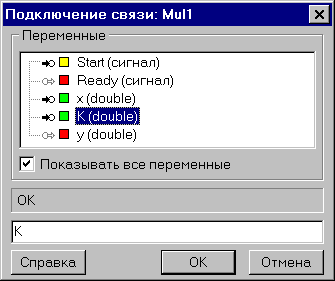 Подключение связи: Mul1
Переменные
Start (сигнал)
Ready (сигнал)
x (double)
K (double)
y (double)
Показывать все переменные
OK
K
Справка
OK
Отмена